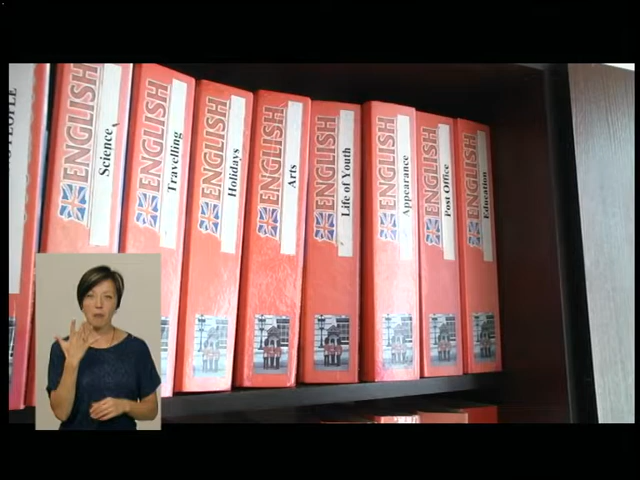 PEOPLE
ENGLISH
Science
ENGLISH
Travelling
ENGLISH
Holidays
ENGLISH
Arts
ENGLISH
Life of Youth
ENGLISH
Appearance
ENGLISH
Post Office
ENGLISH
Education